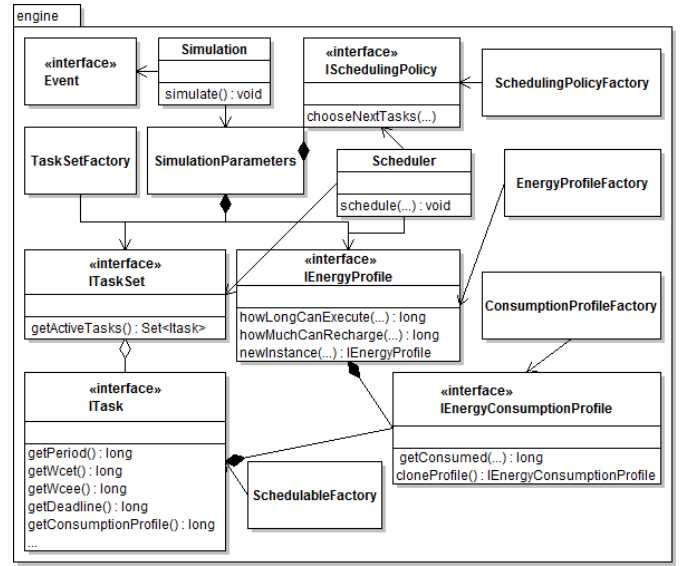 engine
«interface»
Event
Simulation
simulate() : void
«interface»
ISchedulingPolicy
chooseNextTasks(...)
SchedulingPolicyFactory
TaskSetFactory
SimulationParameters
Scheduler
schedule(...) : void
EnergyProfileFactory
«interface»
ITaskSet
getActiveTasks() : Set<Itask>
«interface»
IEnergyProfile
howLongCanExecute(...) : long
howMuchCanRecharge(...) : long
newInstance(...) : IEnergyProfile
ConsumptionProfileFactory
«interface»
ITask
getPeriod() : long
getWcet() : long
getWcee() : long
getDeadline() : long
getConsumptionProfile() : long
...
SchedulableFactory
«interface»
IEnergyConsumptionProfile
getConsumed(...) : long
cloneProfile() : IEnergyConsumptionProfile